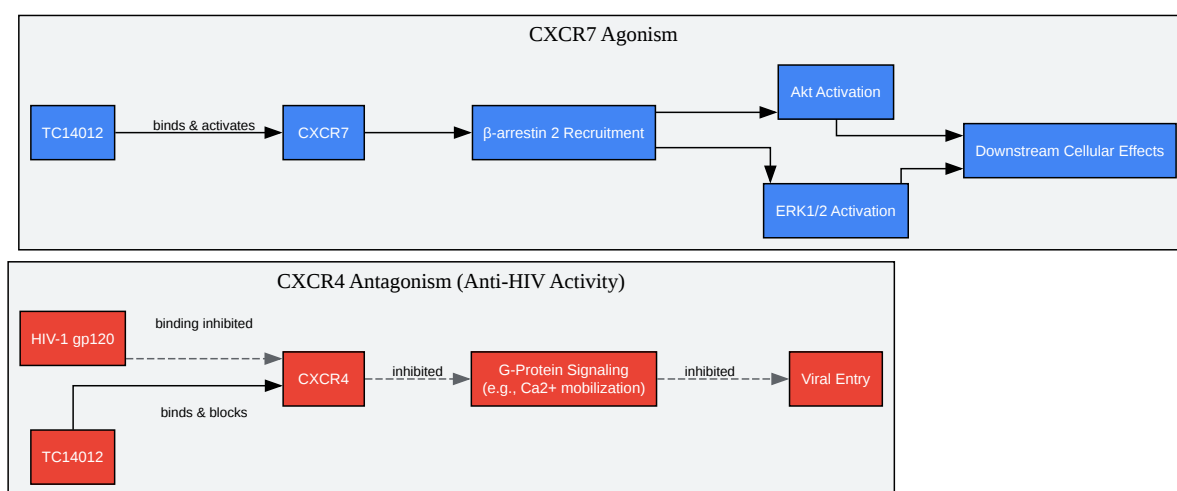 CXCR7 Agonism
Akt Activation
TC14012
binds & activates
CXCR7
β-arrestin 2 Recruitment
Downstream Cellular Effects
ERK1/2 Activation
CXCR4 Antagonism (Anti-HIV Activity)
HIV-1 gp120
binding inhibited
CXCR4
inhibited
G-Protein Signaling
(e.g., Ca2+ mobilization)
inhibited
Viral Entry
binds & blocks
TC14012